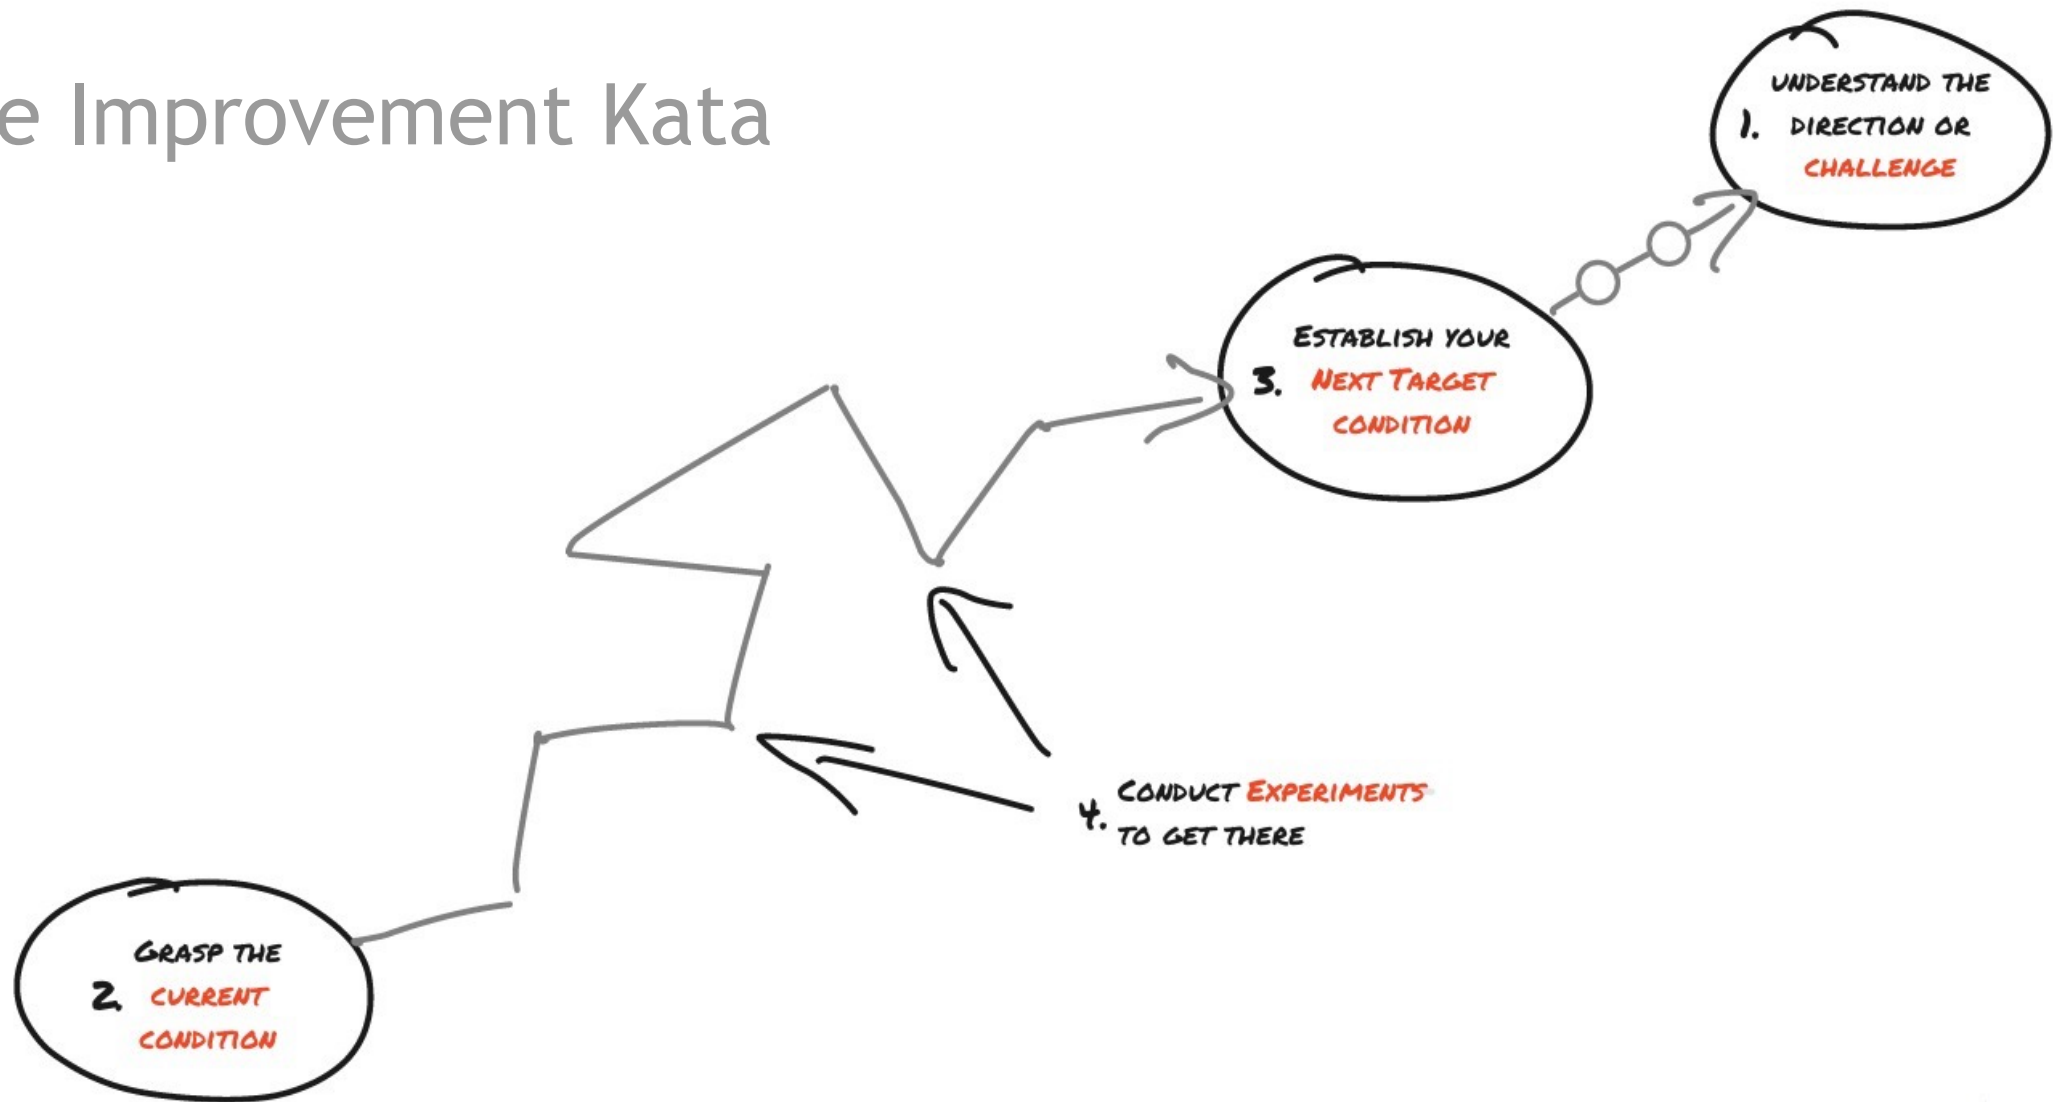 e Improvement Kata
UNDERSTAND THE
1. DIRECTION OR
CHALLENGE
ESTABLISH YOUR
3. NEXT TARGET
CONDITION
4. CONDUCT EXPERIMENTS
TO GET THERE
GRASP THE
2. CURRENT
CONDITION